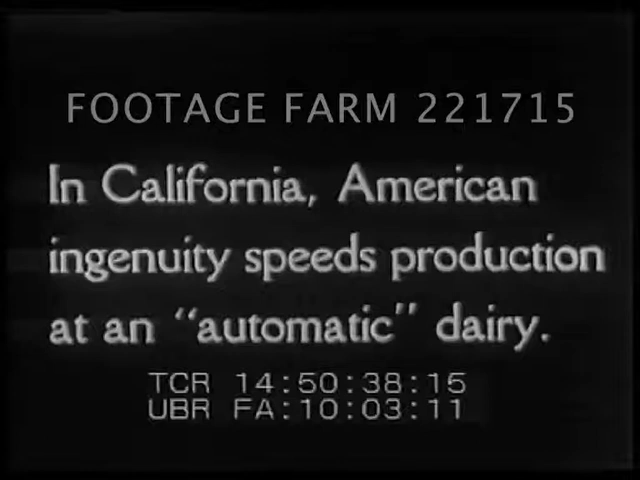 FOOTAGE FARM 221715
In California, American
ingenuity speeds production
at an “automatic” dairy.
TCR 14:50:38:15
UBR FA:10:03:11